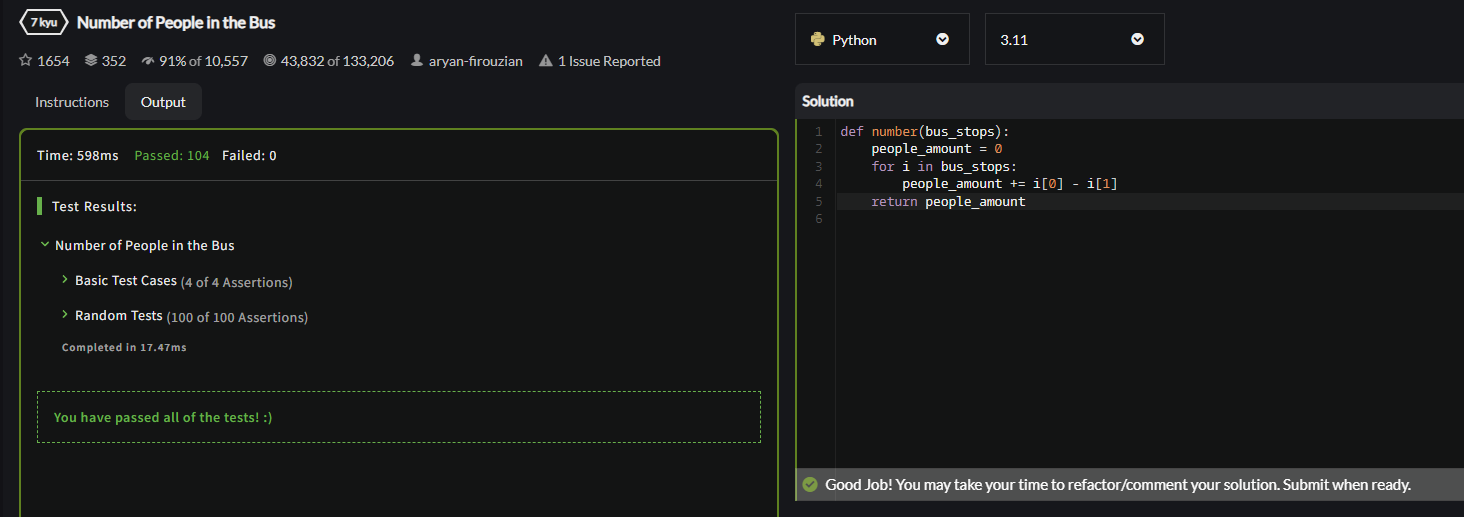 7 kyu Number of People in the Bus
1654 352 91% of 10,557 43,832 of 133,206 aryan-firouzian 1 Issue Reported
Instructions Output
Time: 598ms Passed: 104 Failed: 0
Test Results:
Number of People in the Bus
Basic Test Cases (4 of 4 Assertions)
Random Tests (100 of 100 Assertions)
Completed in 17.47ms
You have passed all of the tests! :)
Python 3.11
Solution
1 def number(bus_stops):
2     people_amount = 0
3     for i in bus_stops:
4         people_amount += i[0] - i[1]
5     return people_amount
6
Good Job! You may take your time to refactor/comment your solution. Submit when ready.